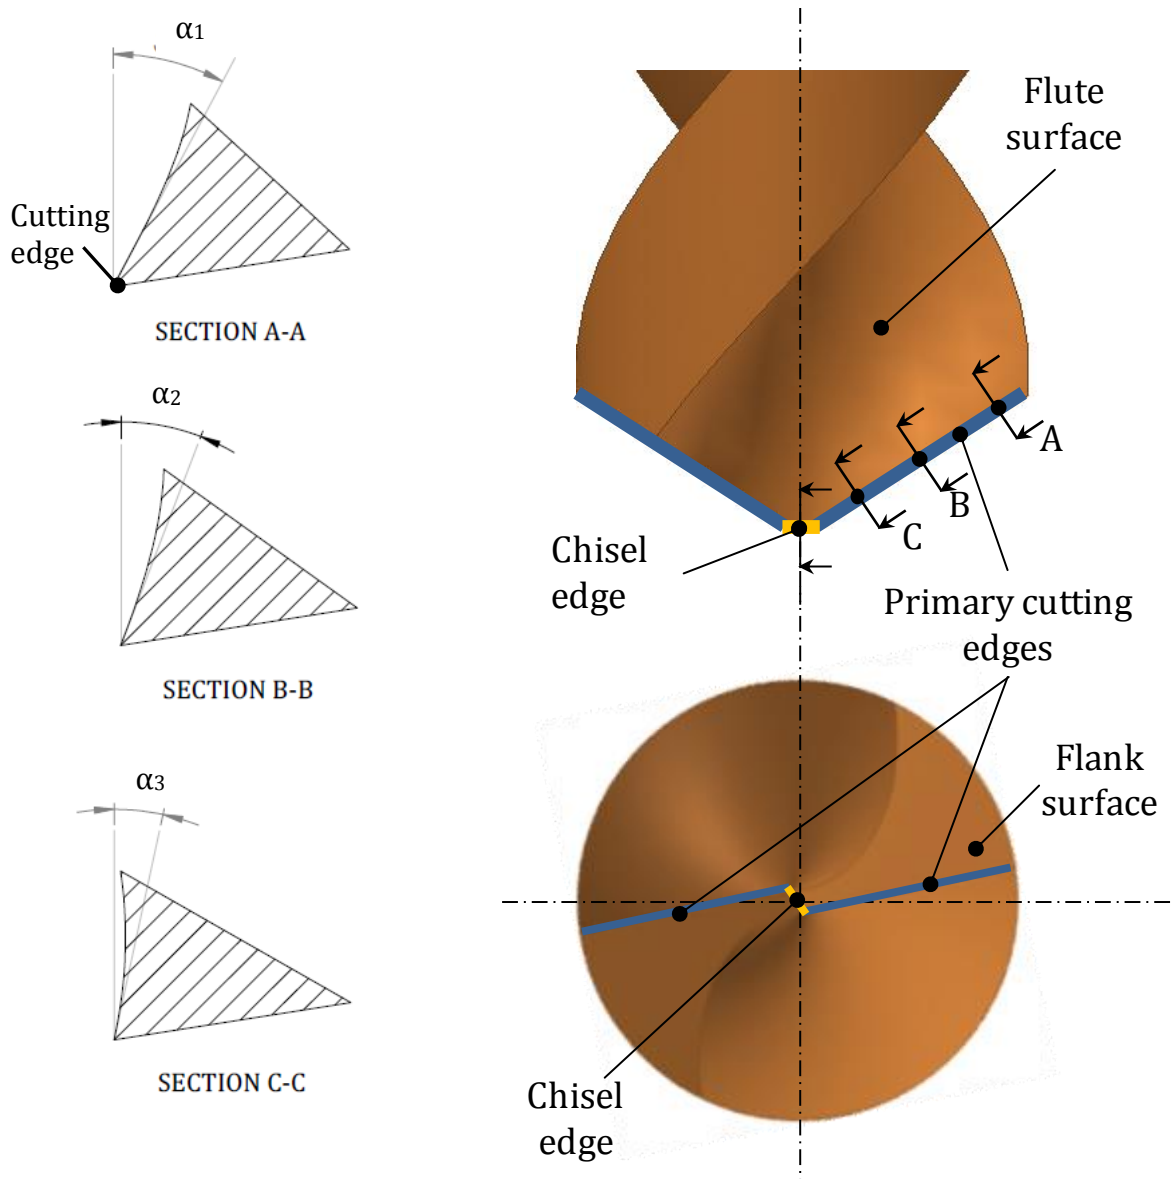 α1
Cutting
edge
SECTION A-A
α2
SECTION B-B
α3
SECTION C-C
Flute
surface
A
B
C
Chisel
edge
Primary cutting
edges
Flank
surface
Chisel
edge